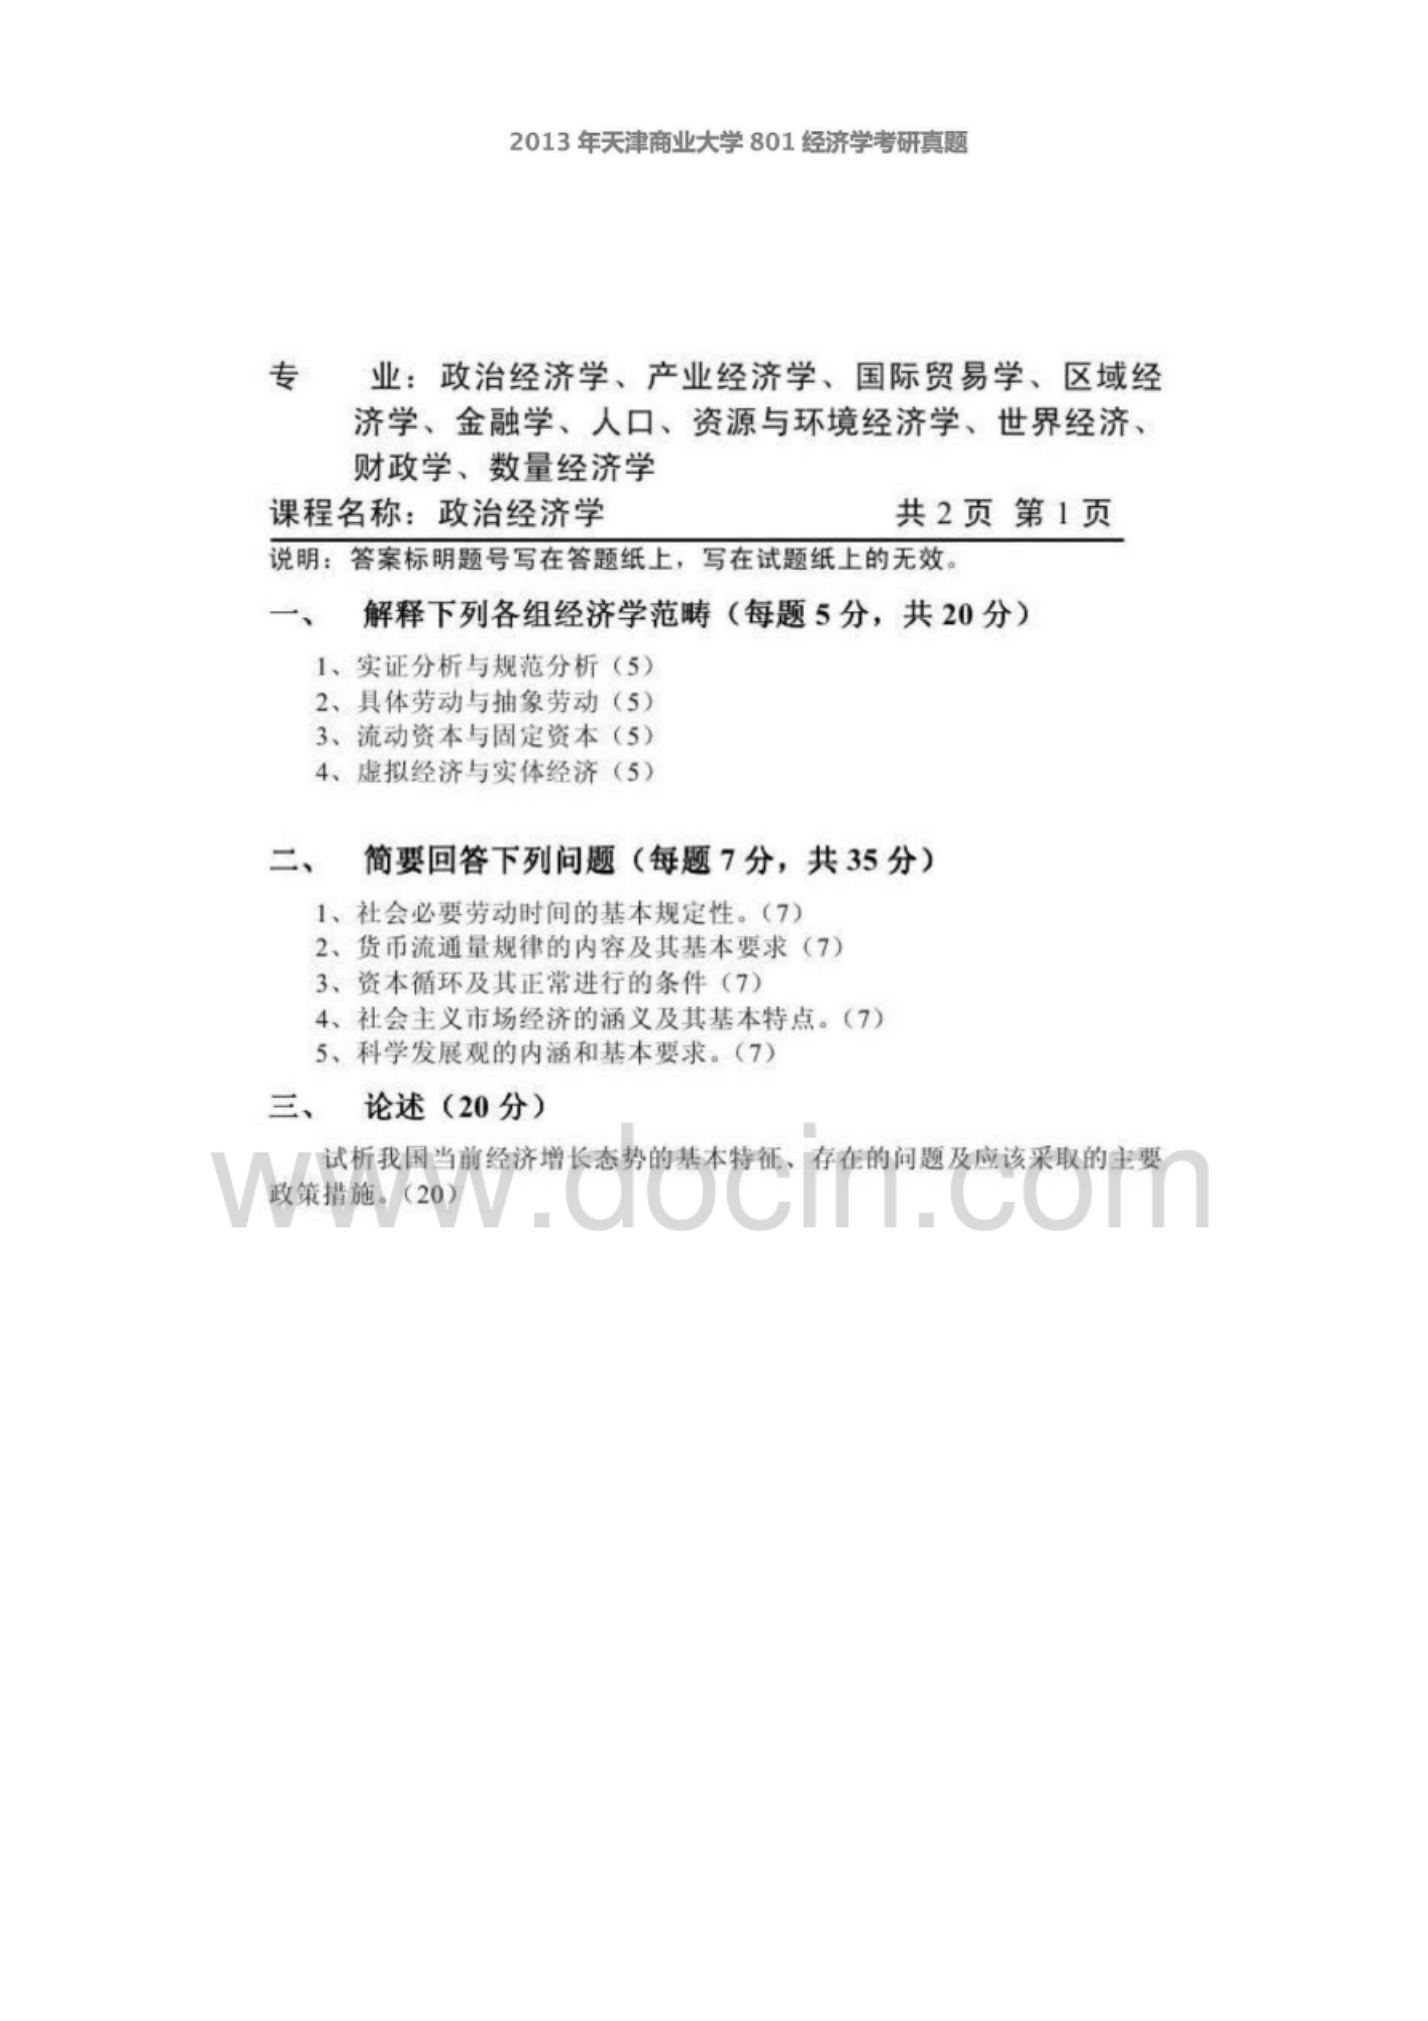 2013 年天津商业大学 801 经济学考研真题
专 业：政治经济学、产业经济学、国际贸易学、区域经
济学、金融学、人口、资源与环境经济学、世界经济、
财政学、数量经济学
课程名称：政治经济学 共 2 页 第 1 页
说明：答案标明题号写在答题纸上，写在试题纸上的无效。
一、 解释下列各组经济学范畴（每题 5 分，共 20 分）
1、实证分析与规范分析（5）
2、具体劳动与抽象劳动（5）
3、流动资本与固定资本（5）
4、虚拟经济与实体经济（5）
二、 简要回答下列问题（每题 7 分，共 35 分）
1、社会必要劳动时间的基本规定性。（7）
2、货币流通量规律的内容及其基本要求（7）
3、资本循环及其正常进行的条件（7）
4、社会主义市场经济的涵义及其基本特点。（7）
5、科学发展观的内涵和基本要求。（7）
三、 论述（20 分）
试析我国当前经济增长态势的基本特征、存在的问题及应该采取的主要
政策措施。（20）
www.docin.com